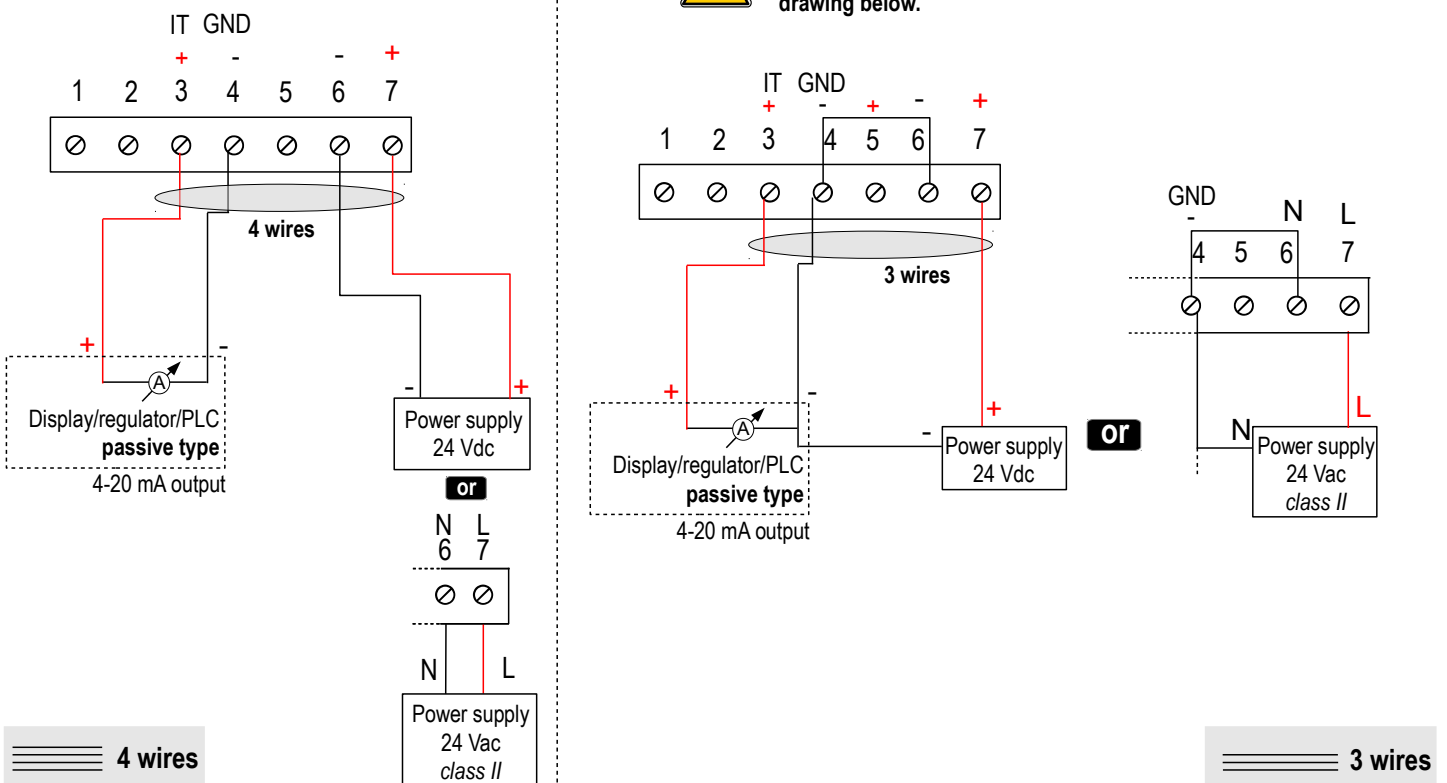 IT GND
+ - - +
1 2 3 4 5 6 7
4 wires
+ -
A
Display/regulator/PLC
passive type
4-20 mA output
- +
Power supply
24 Vdc
or
N L
6 7
N L
Power supply
24 Vac
class II
4 wires
drawing below.
IT GND
+ - + - +
1 2 3 4 5 6 7
3 wires
+ -
A
Display/regulator/PLC
passive type
4-20 mA output
- +
Power supply
24 Vdc
or
GND
- N L
4 5 6 7
N L
Power supply
24 Vac
class II
3 wires